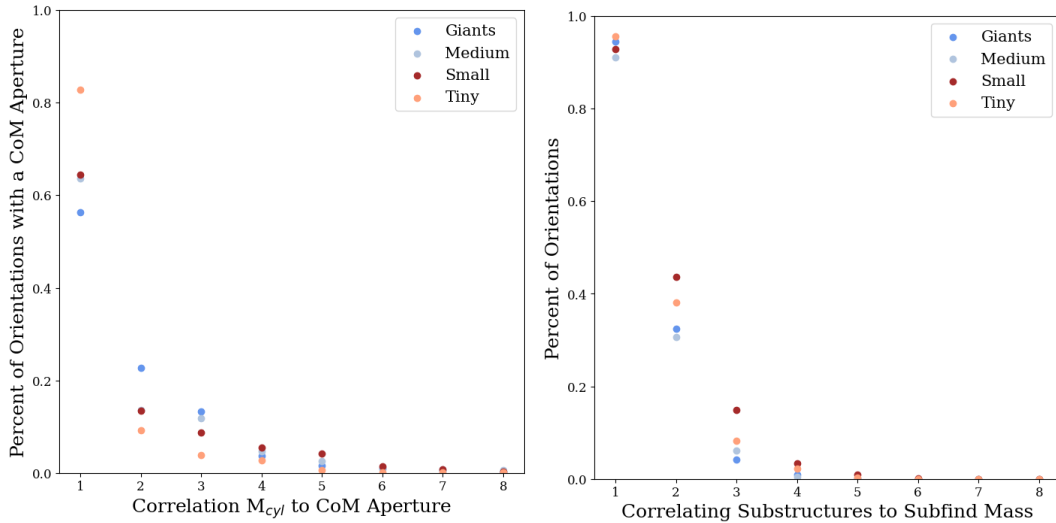 Percent of Orientations with a CoM Aperture
1.0
0.8
0.6
0.4
0.2
0.0
1 2 3 4 5 6 7 8
Correlation M_cyl to CoM Aperture
Giants
Medium
Small
Tiny
Percent of Orientations
1.0
0.8
0.6
0.4
0.2
0.0
1 2 3 4 5 6 7 8
Correlating Substructures to Subfind Mass
Giants
Medium
Small
Tiny